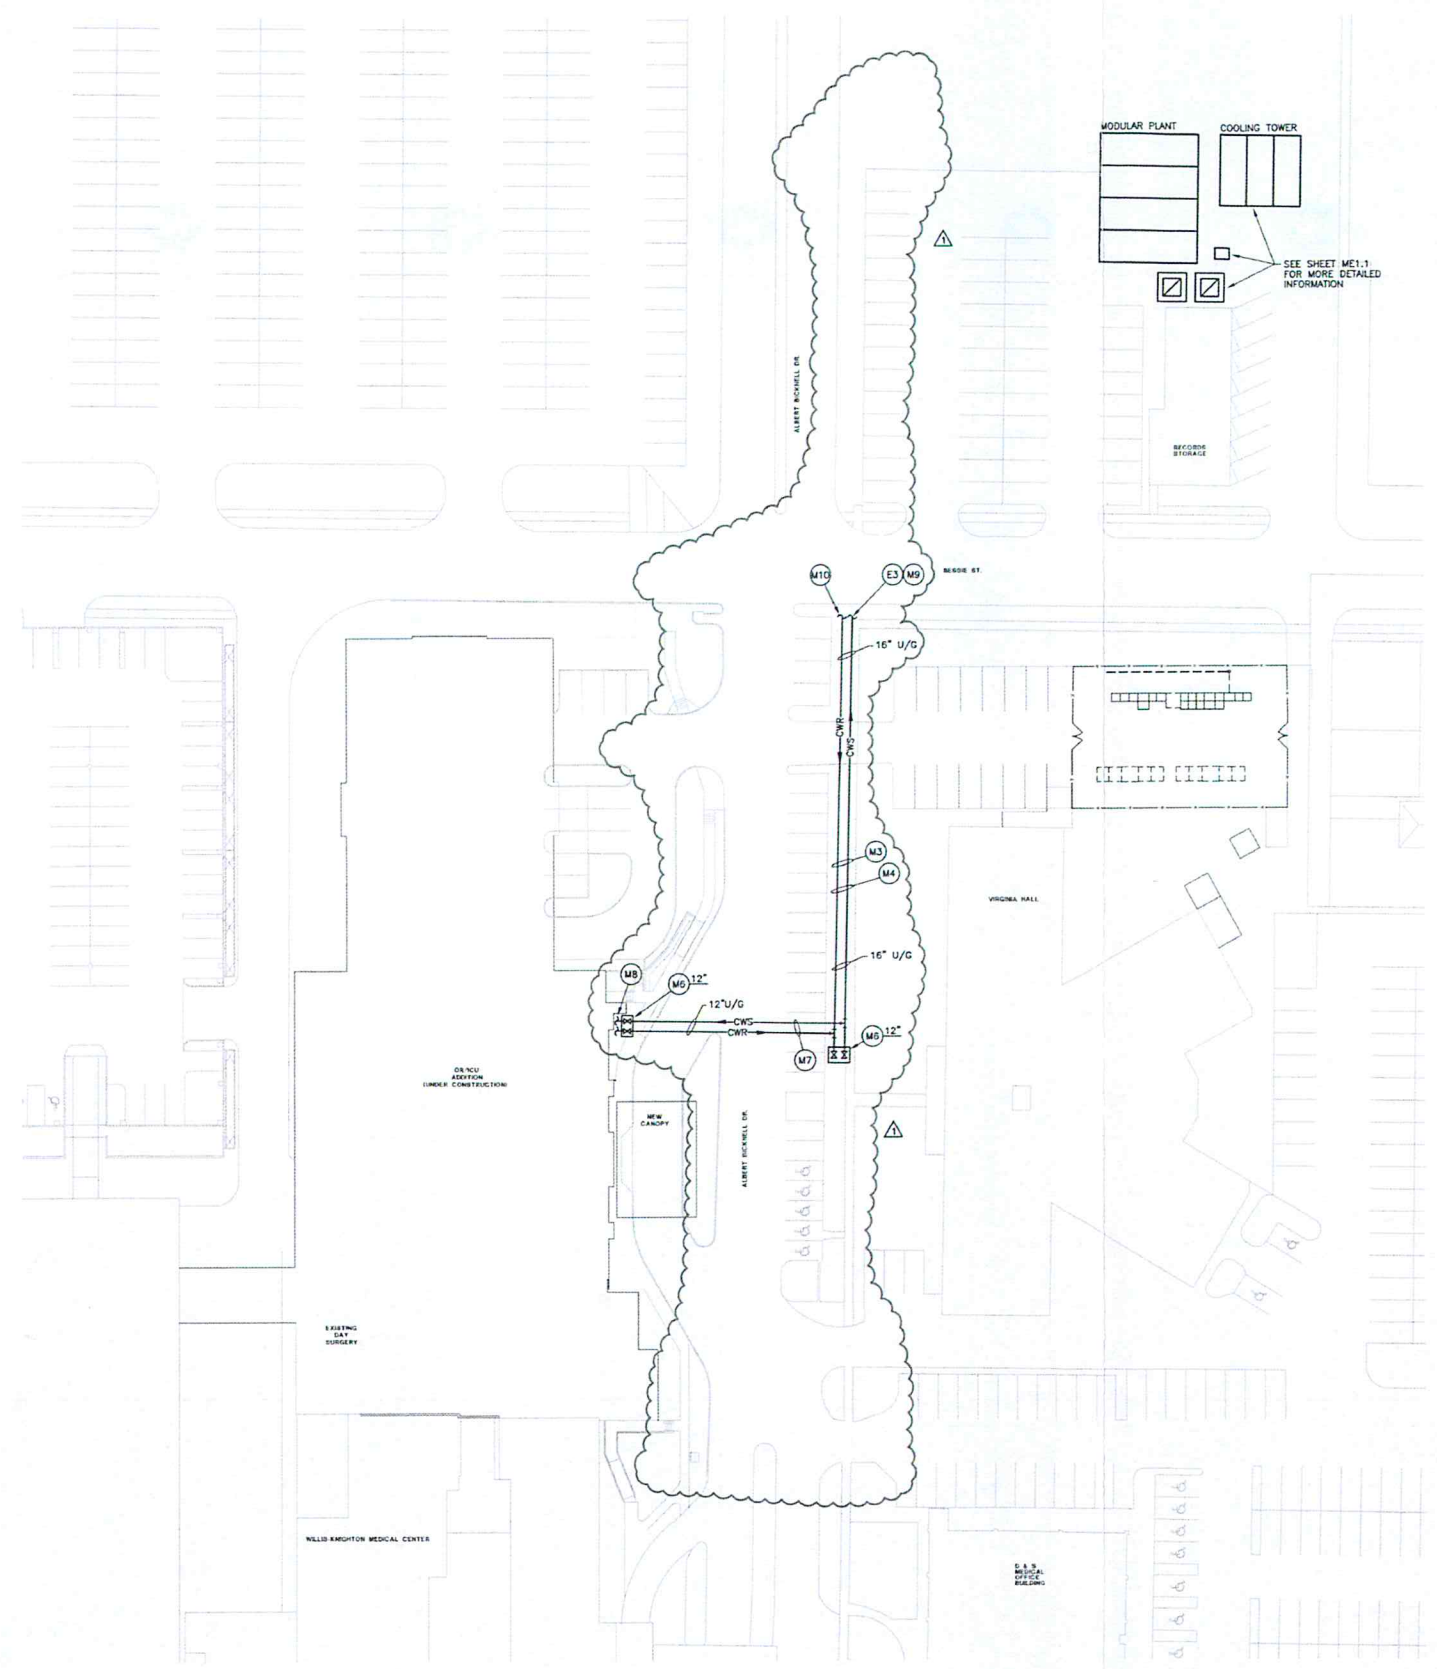 MODULAR PLANT
COOLING TOWER
1
SEE SHEET ME1.1
FOR MORE DETAILED
INFORMATION
ALBERT BICKNELL DR.
RECORDS
STORAGE
M10
E3
M9
BESSIE ST.
16" U/G
CWR
CWS
M3
M4
VIRGINIA HALL
16" U/G
M8
M6
12"
12"U/G
CWS
CWR
M7
M6
12"
OR/ICU
ADDITION
(UNDER CONSTRUCTION)
NEW
CANOPY
1
ALBERT BICKNELL DR.
EXISTING
DAY
SURGERY
WILLIS-KNIGHTON MEDICAL CENTER
MEDICAL
OFFICE
BUILDING